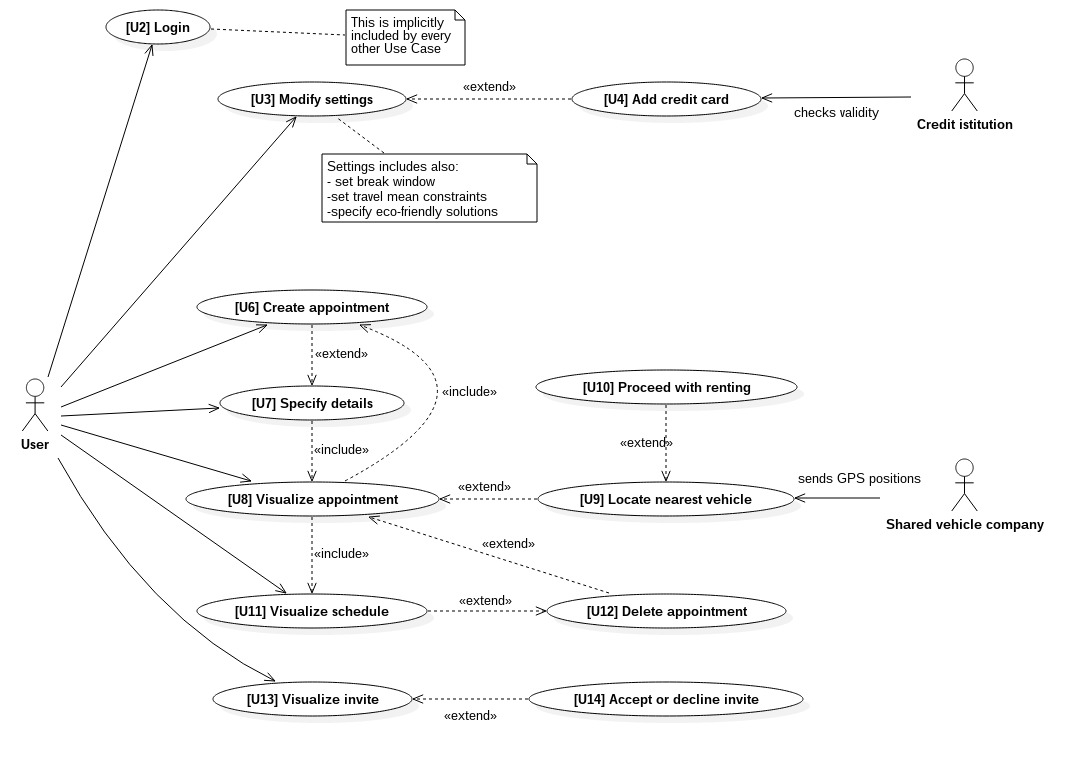 [U2] Login
This is implicitly
included by every
other Use Case
[U3] Modify settings
«extend»
[U4] Add credit card
checks validity
Credit istitution
Settings includes also:
- set break window
-set travel mean constraints
-specify eco-friendly solutions
[U6] Create appointment
«extend»
«include»
[U7] Specify details
[U10] Proceed with renting
User
«include»
«extend»
[U8] Visualize appointment
«extend»
[U9] Locate nearest vehicle
sends GPS positions
Shared vehicle company
«include»
«extend»
[U11] Visualize schedule
«extend»
[U12] Delete appointment
[U13] Visualize invite
«extend»
[U14] Accept or decline invite